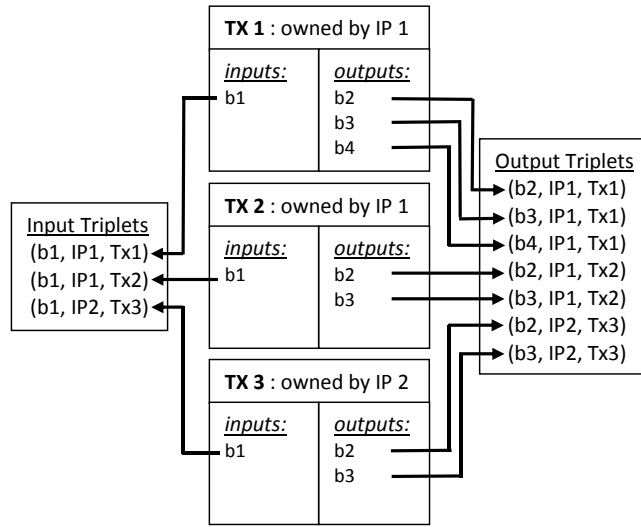 TX 1 : owned by IP 1
inputs:
b1
outputs:
b2
b3
b4
TX 2 : owned by IP 1
inputs:
b1
outputs:
b2
b3
TX 3 : owned by IP 2
inputs:
b1
outputs:
b2
b3
Input Triplets
(b1, IP1, Tx1)
(b1, IP1, Tx2)
(b1, IP2, Tx3)
Output Triplets
(b2, IP1, Tx1)
(b3, IP1, Tx1)
(b4, IP1, Tx1)
(b2, IP1, Tx2)
(b3, IP1, Tx2)
(b2, IP2, Tx3)
(b3, IP2, Tx3)